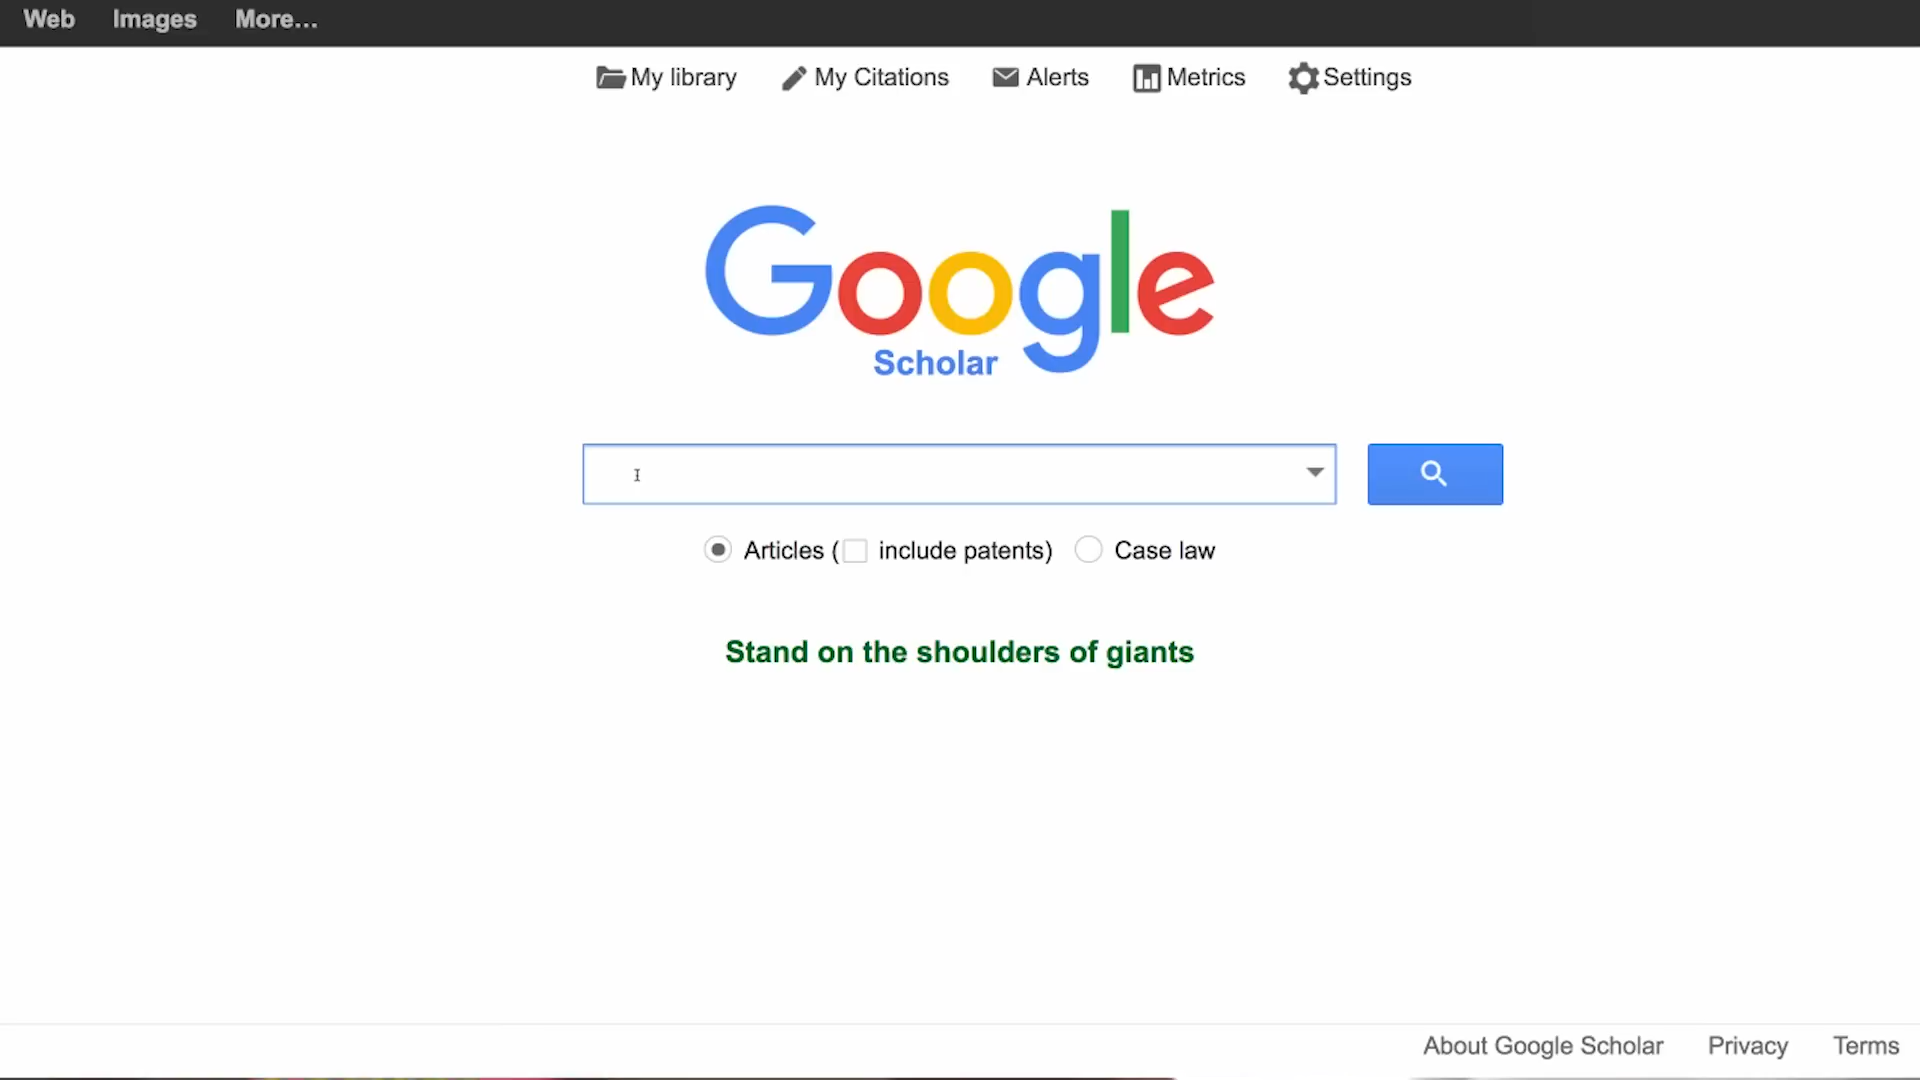 Web Images More...
My library My Citations Alerts Metrics Settings
Google
Scholar
Articles ( include patents) Case law
Stand on the shoulders of giants
About Google Scholar Privacy Terms